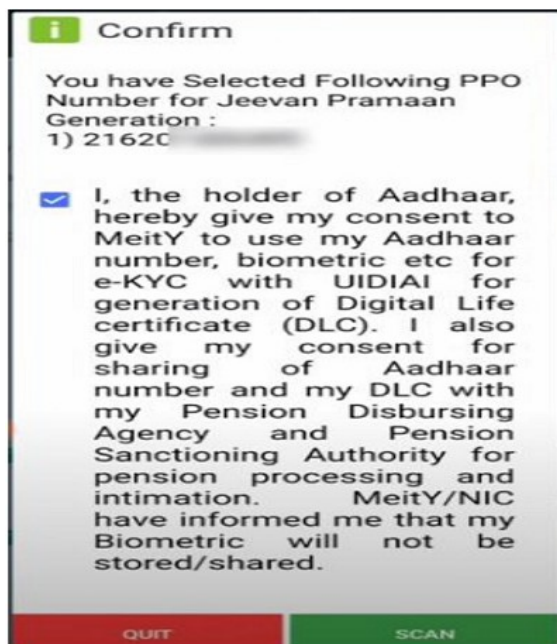 Confirm
You have Selected Following PPO
Number for Jeevan Pramaan
Generation :
1) 21620
I, the holder of Aadhaar,
hereby give my consent to
MeitY to use my Aadhaar
number, biometric etc for
e-KYC with UIDIAI for
generation of Digital Life
certificate (DLC). I also
give my consent for
sharing of Aadhaar
number and my DLC with
my Pension Disbursing
Agency and Pension
Sanctioning Authority for
pension processing and
intimation. MeitY/NIC
have informed me that my
Biometric will not be
stored/shared.
QUIT SCAN